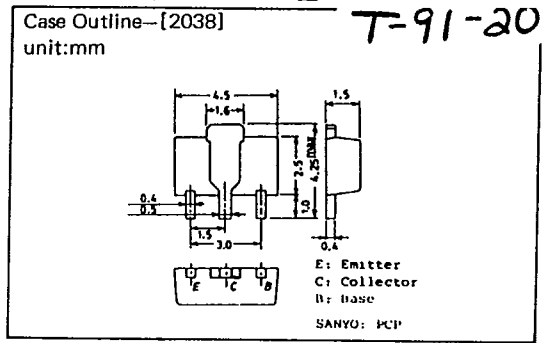 Case Outline—[2038]
T-91-20
unit:mm
4.5
1.6
1.5
2.5
4.25max
1.0
0.4
0.5
1.5
3.0
0.4
E C B
E: Emitter
C: Collector
B: Base
SANYO: PCP